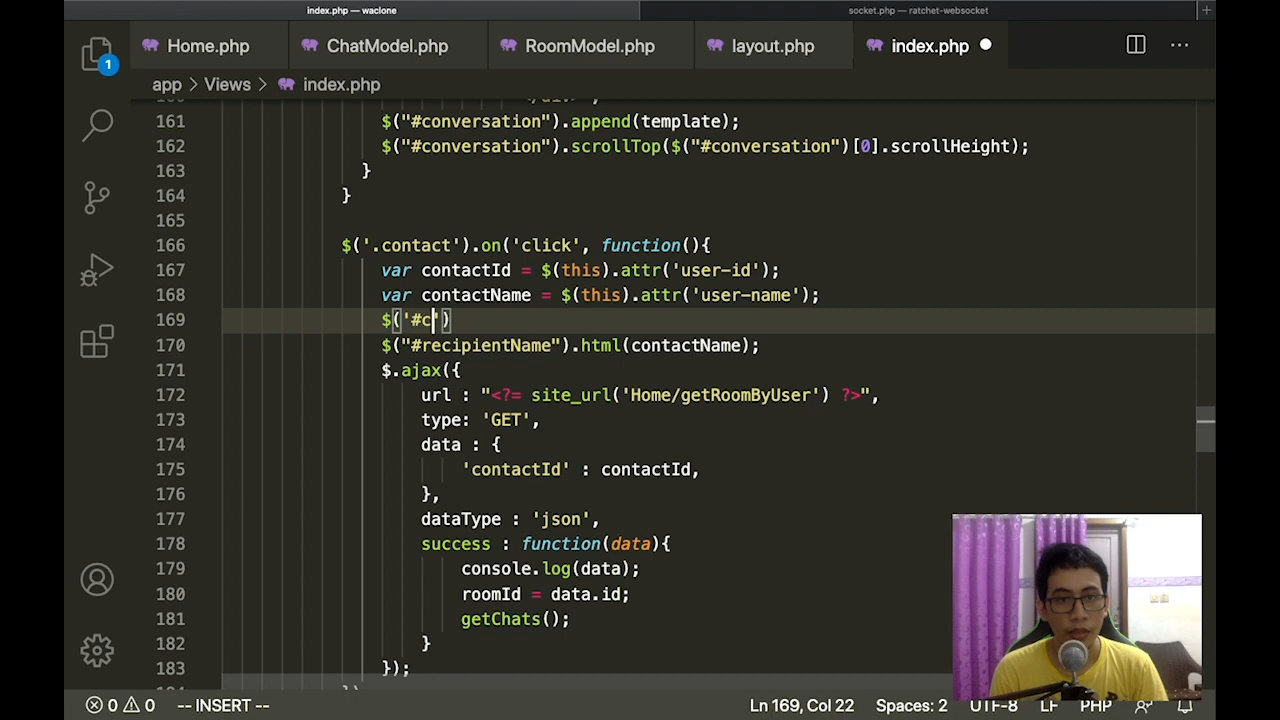 index.php — waclone
socket.php — ratchet-websocket
Home.php
ChatModel.php
RoomModel.php
layout.php
index.php
app > Views > index.php
1
161 $("#conversation").append(template);
162 $("#conversation").scrollTop($("#conversation")[0].scrollHeight);
163 }
164 }
165
166 $('.contact').on('click', function(){
167 var contactId = $(this).attr('user-id');
168 var contactName = $(this).attr('user-name');
169 $('#c')
170 $("#recipientName").html(contactName);
171 $.ajax({
172 url : "<?= site_url('Home/getRoomByUser') ?>",
173 type: 'GET',
174 data : {
175 'contactId' : contactId,
176 },
177 dataType : 'json',
178 success : function(data){
179 console.log(data);
180 roomId = data.id;
181 getChats();
182 }
183 });
0 0 -- INSERT -- Ln 169, Col 22 Spaces: 2 UTF-8 LF PHP